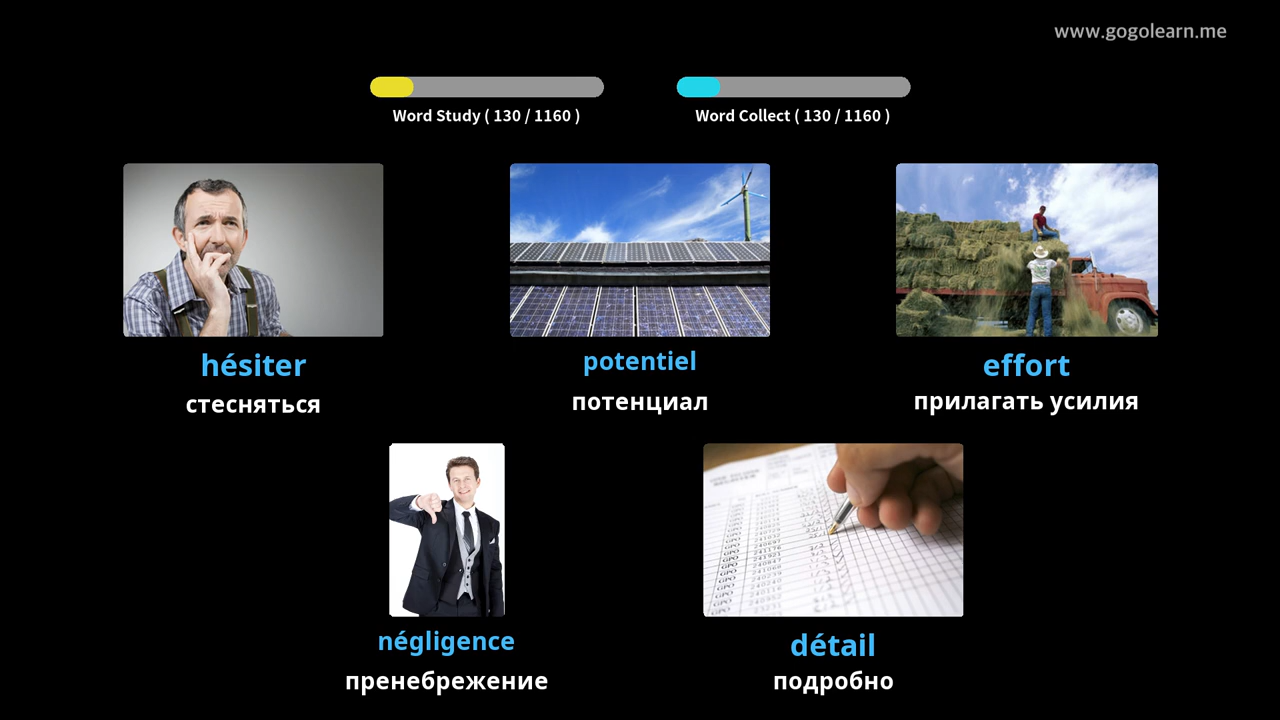 www.gogolearn.me
Word Study ( 130 / 1160 )
Word Collect ( 130 / 1160 )
hésiter
стесняться
potentiel
потенциал
effort
прилагать усилия
négligence
пренебрежение
détail
подробно